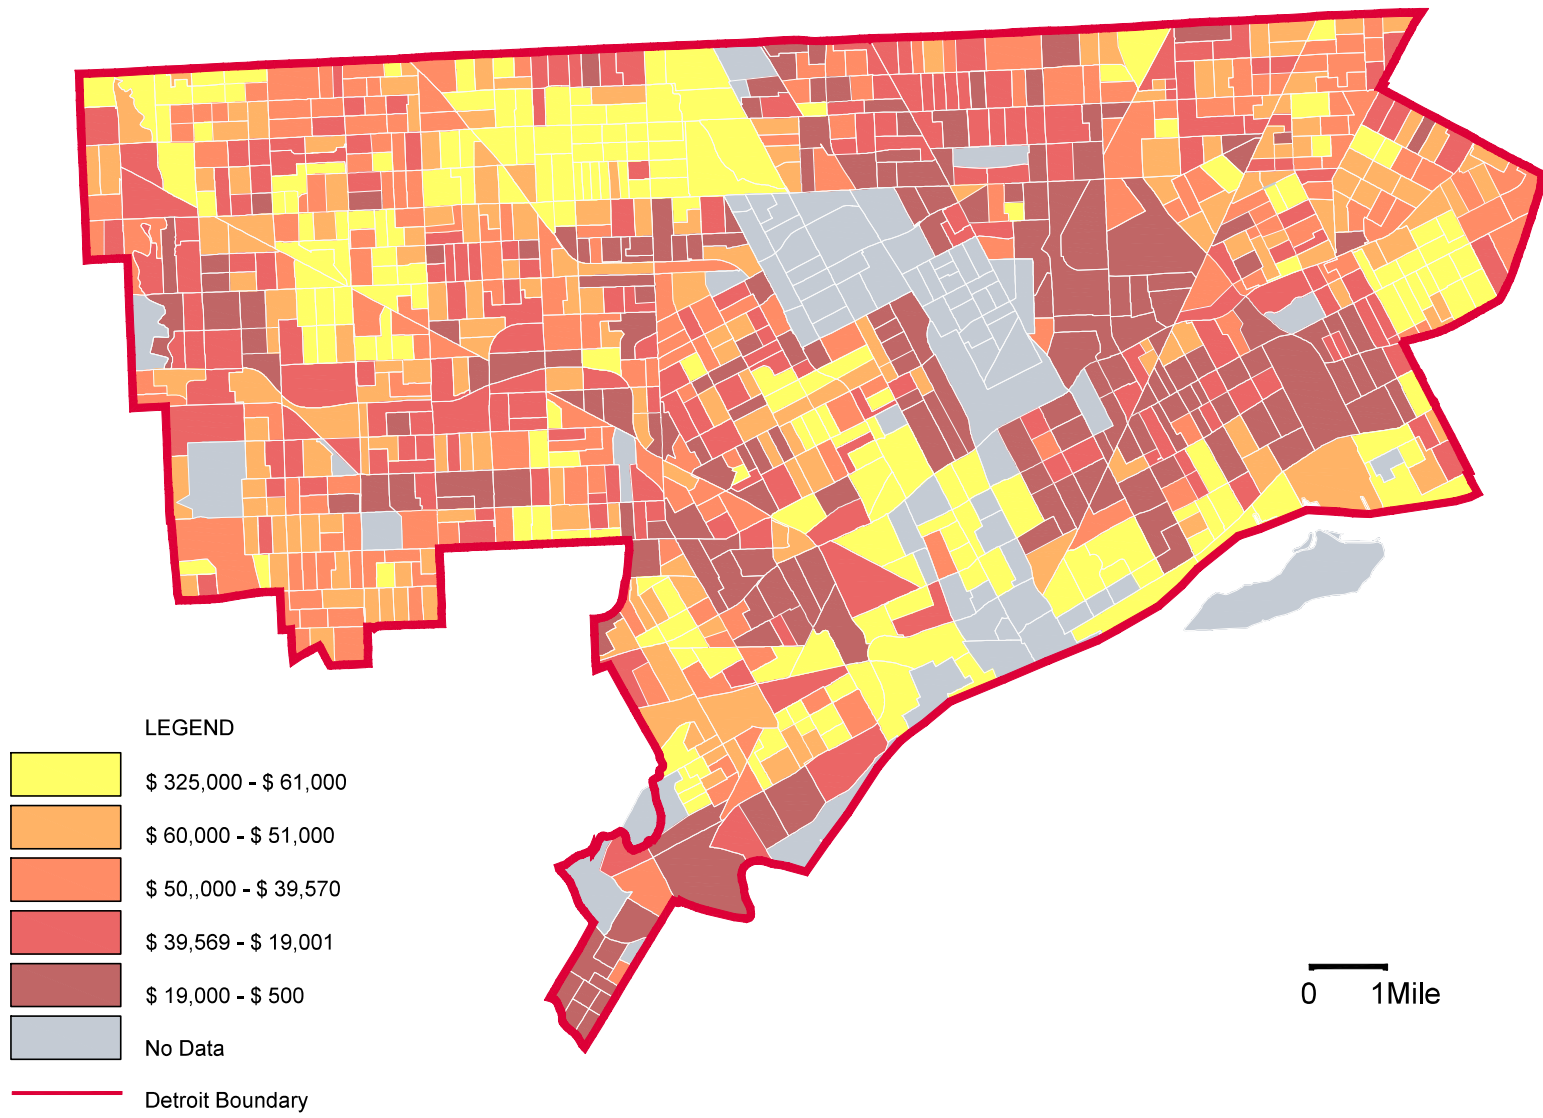 LEGEND
$ 325,000 - $ 61,000
$ 60,000 - $ 51,000
$ 50,,000 - $ 39,570
$ 39,569 - $ 19,001
$ 19,000 - $ 500
No Data
Detroit Boundary
0 1Mile